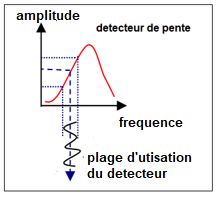 amplitude
detecteur de pente
frequence
plage d'utisation
du detecteur